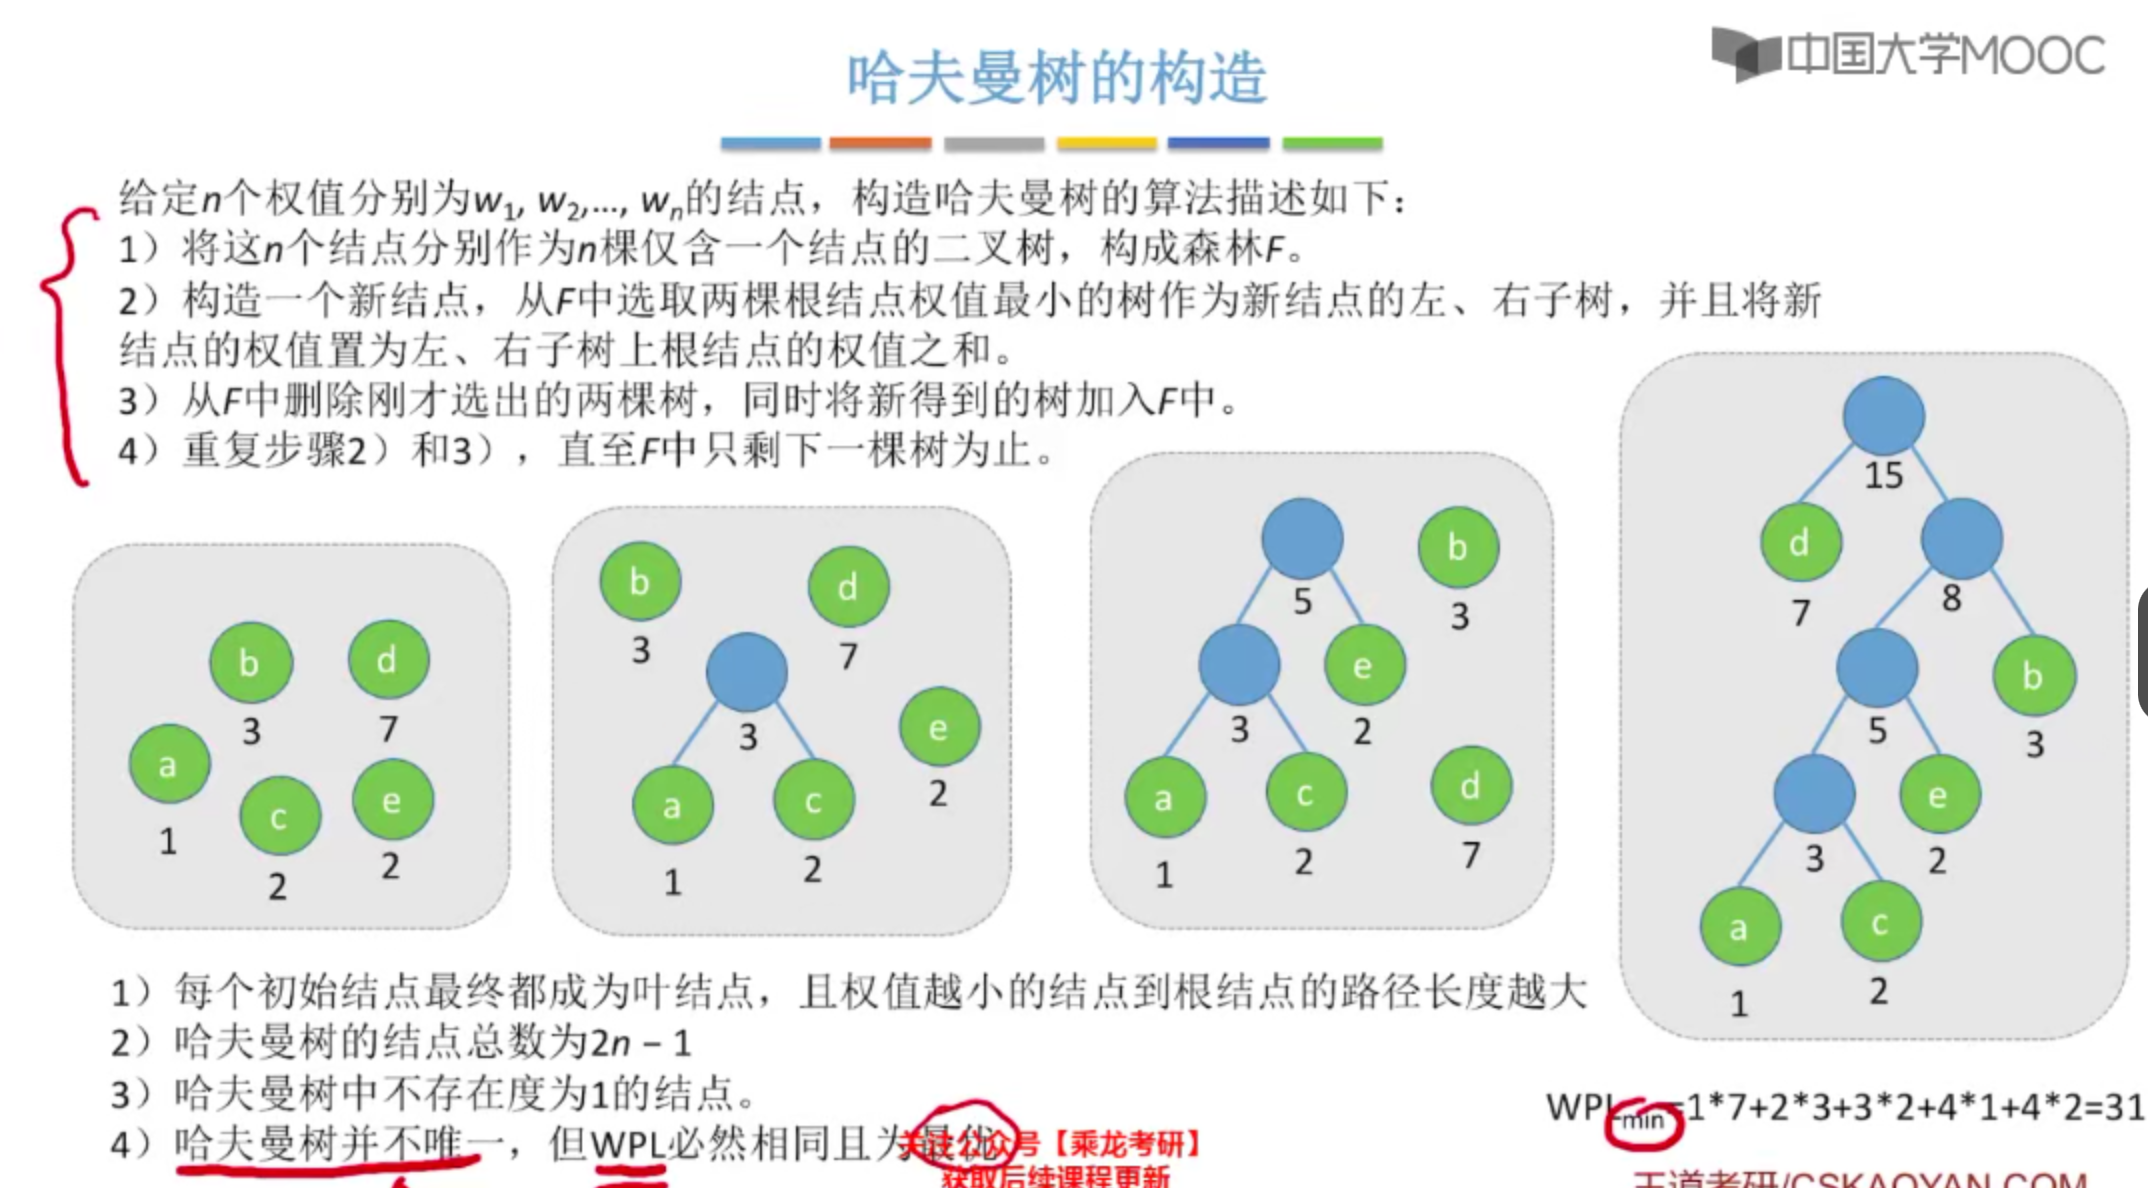 中国大学MOOC
哈夫曼树的构造
给定n个权值分别为w1, w2,..., wn的结点，构造哈夫曼树的算法描述如下：
1）将这n个结点分别作为n棵仅含一个结点的二叉树，构成森林F。
2）构造一个新结点，从F中选取两棵根结点权值最小的树作为新结点的左、右子树，并且将新
结点的权值置为左、右子树上根结点的权值之和。
3）从F中删除刚才选出的两棵树，同时将新得到的树加入F中。
4）重复步骤2）和3），直至F中只剩下一棵树为止。
b d
3 7
a c e
1 2 2
b d
3 7
3
e
2
a c
1 2
b
5 3
e
3 2
a c d
1 2 7
15
d
7 8
b
5 3
e
3 2
a c
1 2
1）每个初始结点最终都成为叶结点，且权值越小的结点到根结点的路径长度越大
2）哈夫曼树的结点总数为2n − 1
3）哈夫曼树中不存在度为1的结点。
4）哈夫曼树并不唯一，但WPL必然相同且为最优
WPLmin=1*7+2*3+3*2+4*1+4*2=31
关注公众号【乘龙考研】
获取后续课程更新
王道考研/CSKAOYAN.COM